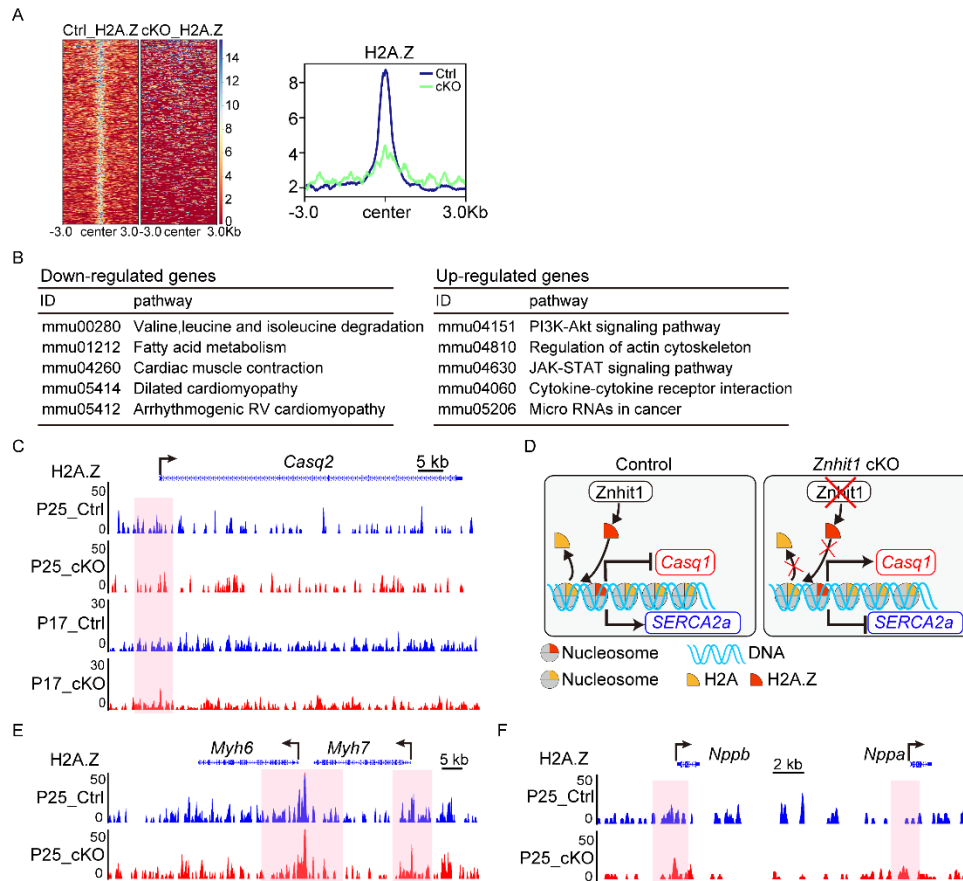 A
Ctrl_H2A.Z cKO_H2A.Z
14
12
10
8
6
4
2
0
-3.0 center 3.0 -3.0 center 3.0Kb
H2A.Z
Ctrl
cKO
8
6
4
2
-3.0 center 3.0 Kb
B
Down-regulated genes
ID pathway
mmu00280 Valine,leucine and isoleucine degradation
mmu01212 Fatty acid metabolism
mmu04260 Cardiac muscle contraction
mmu05414 Dilated cardiomyopathy
mmu05412 Arrhythmogenic RV cardiomyopathy
Up-regulated genes
ID pathway
mmu04151 PI3K-Akt signaling pathway
mmu04810 Regulation of actin cytoskeleton
mmu04630 JAK-STAT signaling pathway
mmu04060 Cytokine-cytokine receptor interaction
mmu05206 Micro RNAs in cancer
C
H2A.Z Casq2 5 kb
50
P25_Ctrl
0
50
P25_cKO
0
30
P17_Ctrl
0
30
P17_cKO
0
D
Control
Znhit1
Casq1
SERCA2a
Znhit1 cKO
Znhit1
Casq1
SERCA2a
Nucleosome DNA
Nucleosome H2A H2A.Z
E
H2A.Z Myh6 Myh7 5 kb
50
P25_Ctrl
0
50
P25_cKO
0
F
H2A.Z Nppb 2 kb Nppa
50
P25_Ctrl
0
50
P25_cKO
0